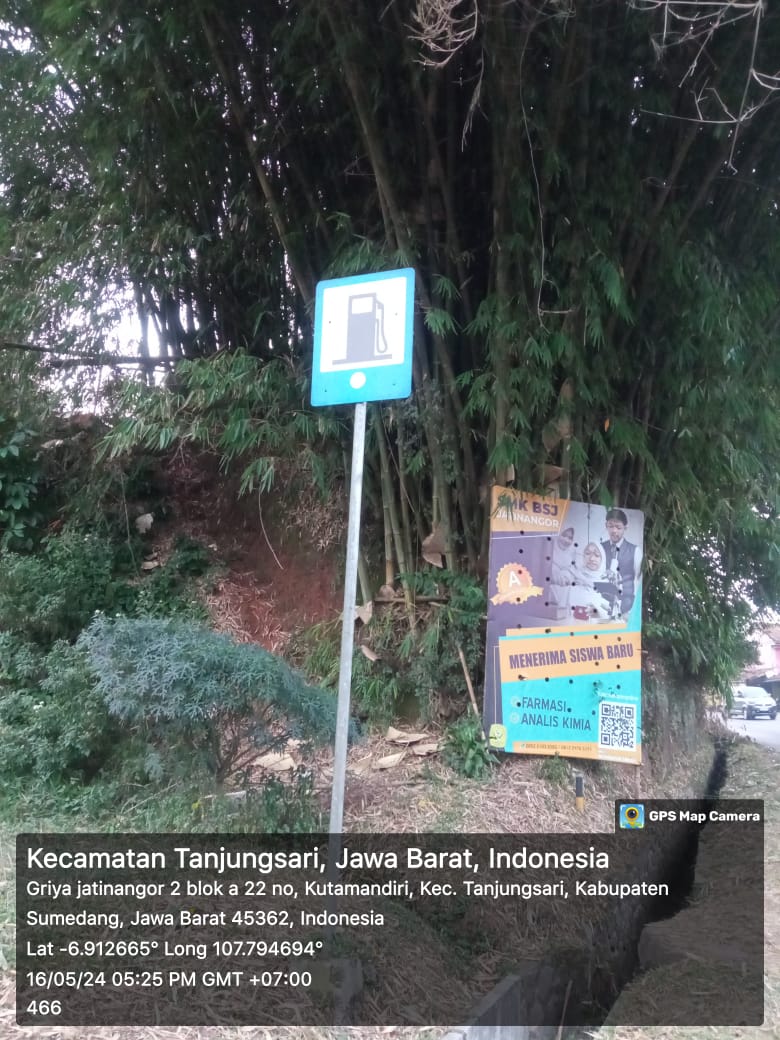 SMK BSJ
JATINANGOR
A
MENERIMA SISWA BARU
FARMASI
ANALIS KIMIA
GPS Map Camera
Kecamatan Tanjungsari, Jawa Barat, Indonesia
Griya jatinangor 2 blok a 22 no, Kutamandiri, Kec. Tanjungsari, Kabupaten
Sumedang, Jawa Barat 45362, Indonesia
Lat -6.912665° Long 107.794694°
16/05/24 05:25 PM GMT +07:00
466